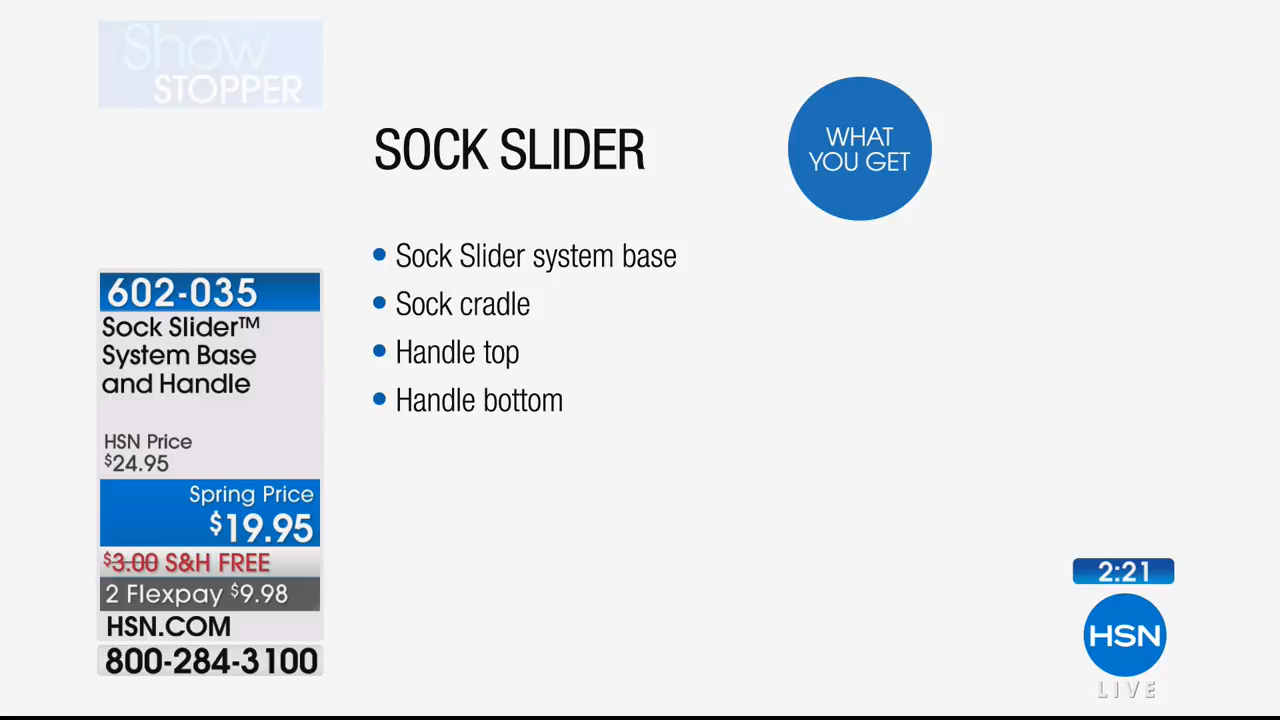 Show
STOPPER
SOCK SLIDER
WHAT
YOU GET
• Sock Slider system base
• Sock cradle
• Handle top
• Handle bottom
602-035
Sock Slider™
System Base
and Handle
HSN Price
$24.95
Spring Price
$19.95
$3.00 S&H FREE
2 Flexpay $9.98
HSN.COM
800-284-3100
2:21
HSN
LIVE